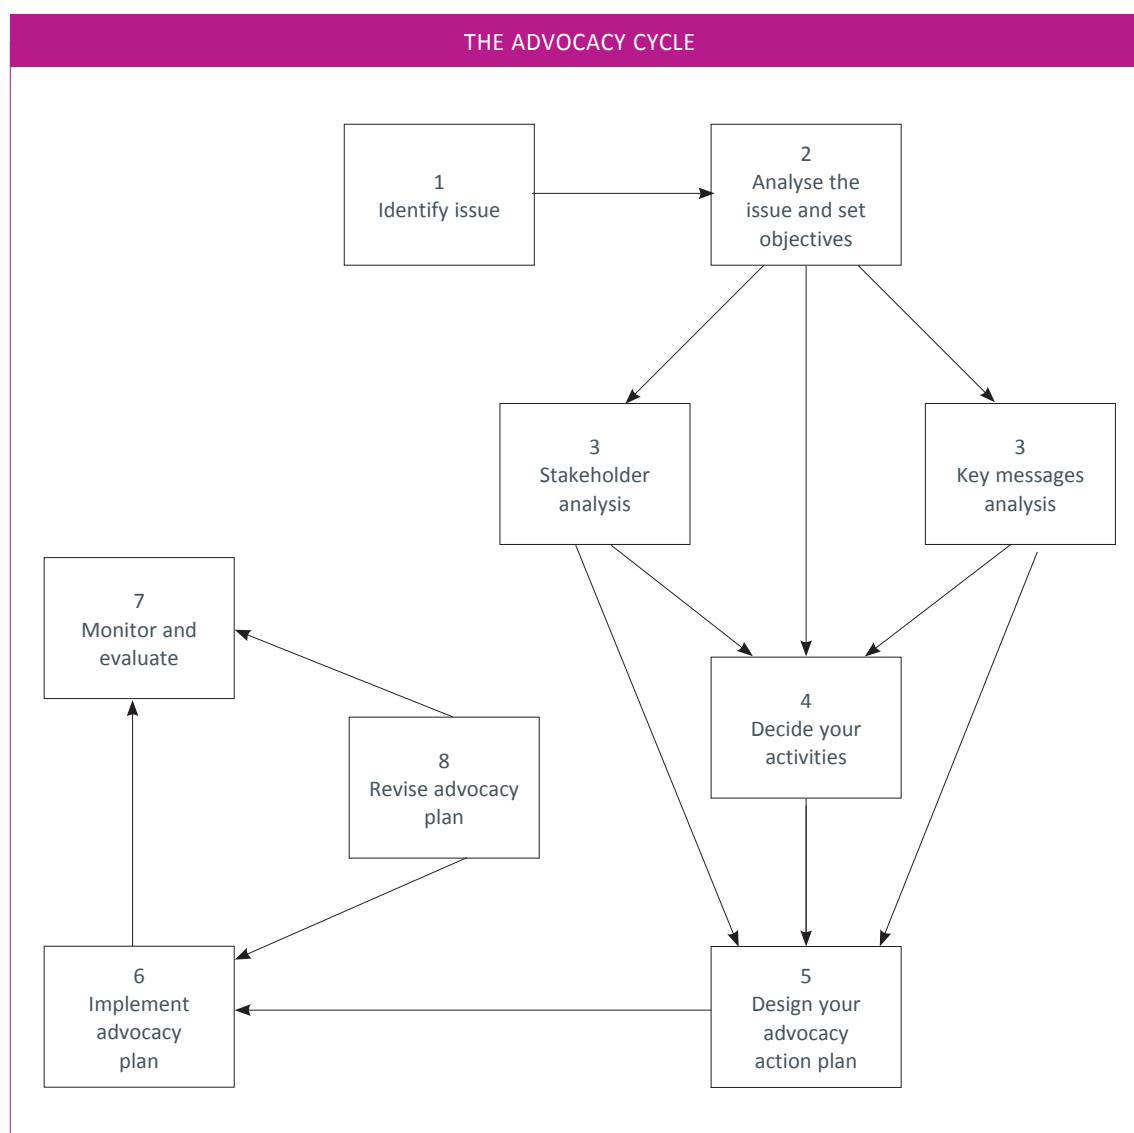 THE ADVOCACY CYCLE
1
Identify issue
2
Analyse the
issue and set
objectives
3
Stakeholder
analysis
3
Key messages
analysis
7
Monitor and
evaluate
4
Decide your
activities
8
Revise advocacy
plan
6
Implement
advocacy
plan
5
Design your
advocacy
action plan